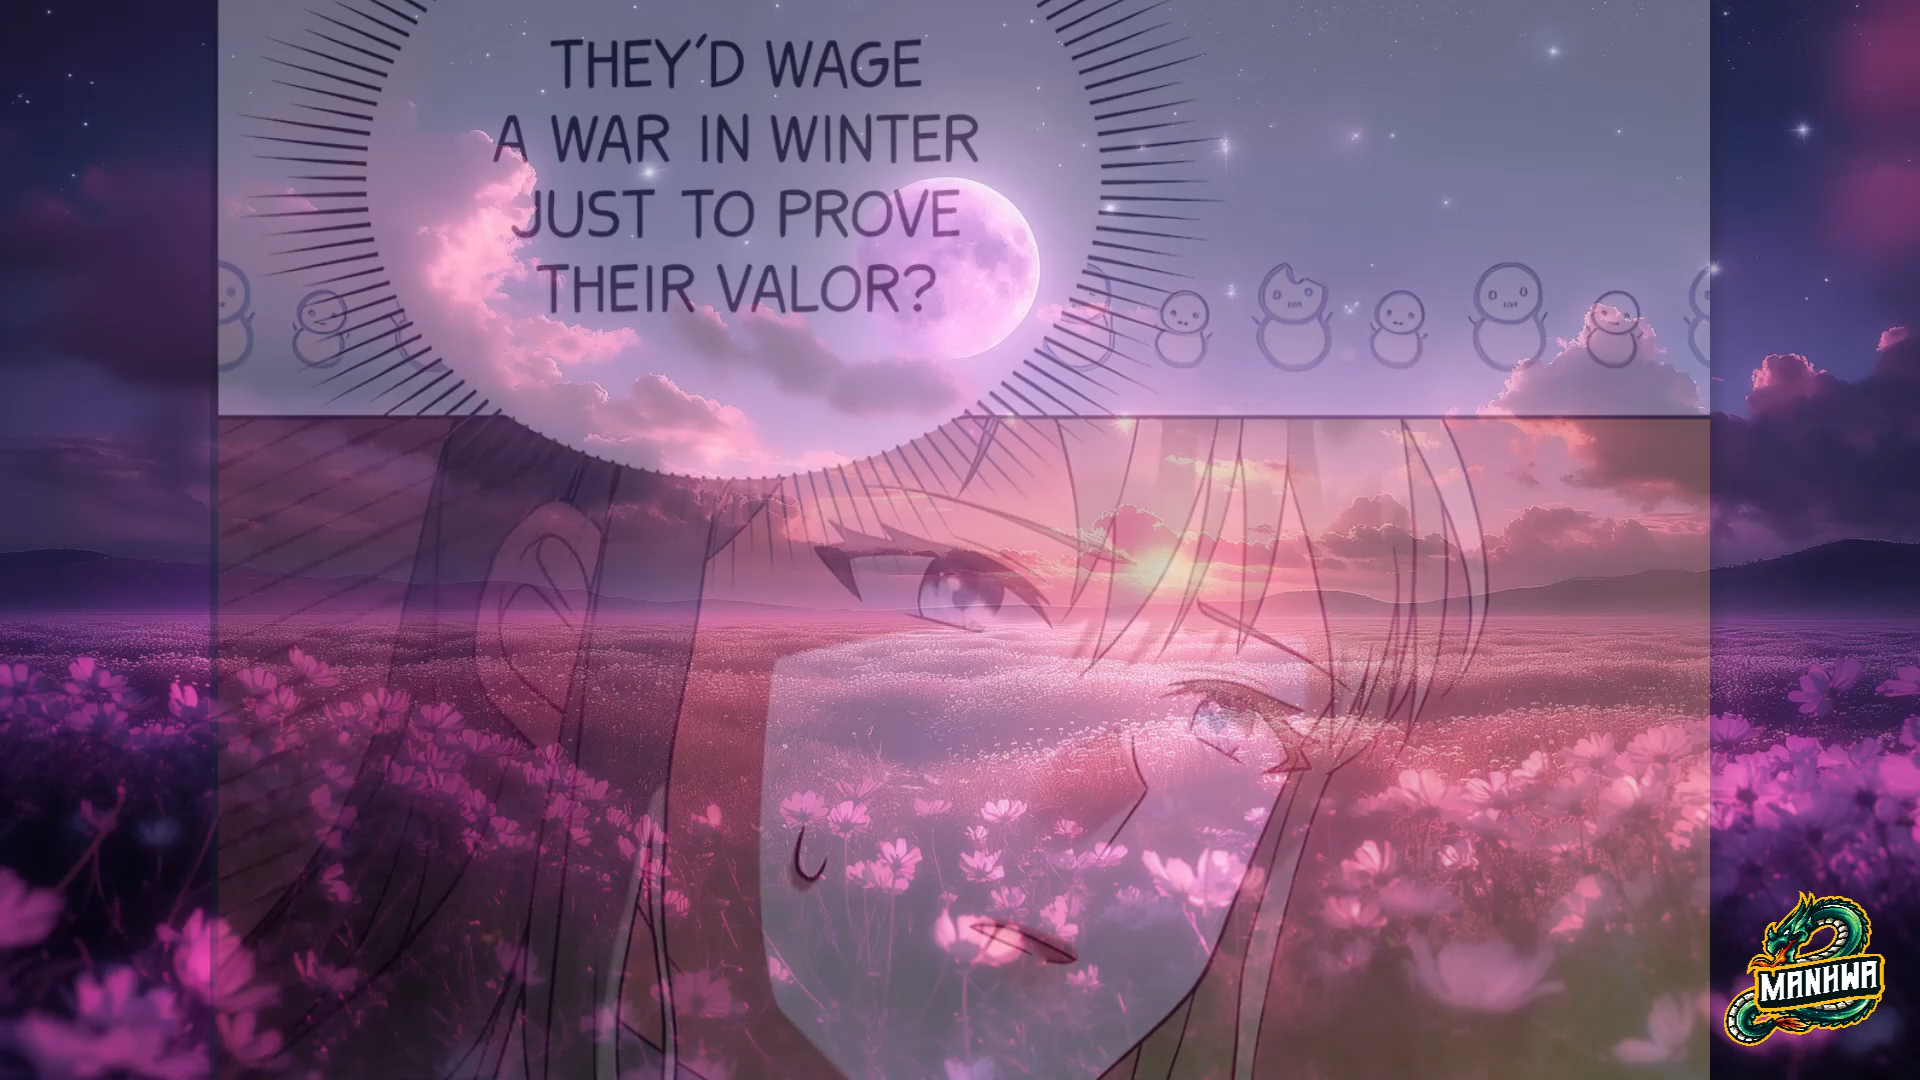 THEY'D WAGE
A WAR IN WINTER
JUST TO PROVE
THEIR VALOR?
MANHWA